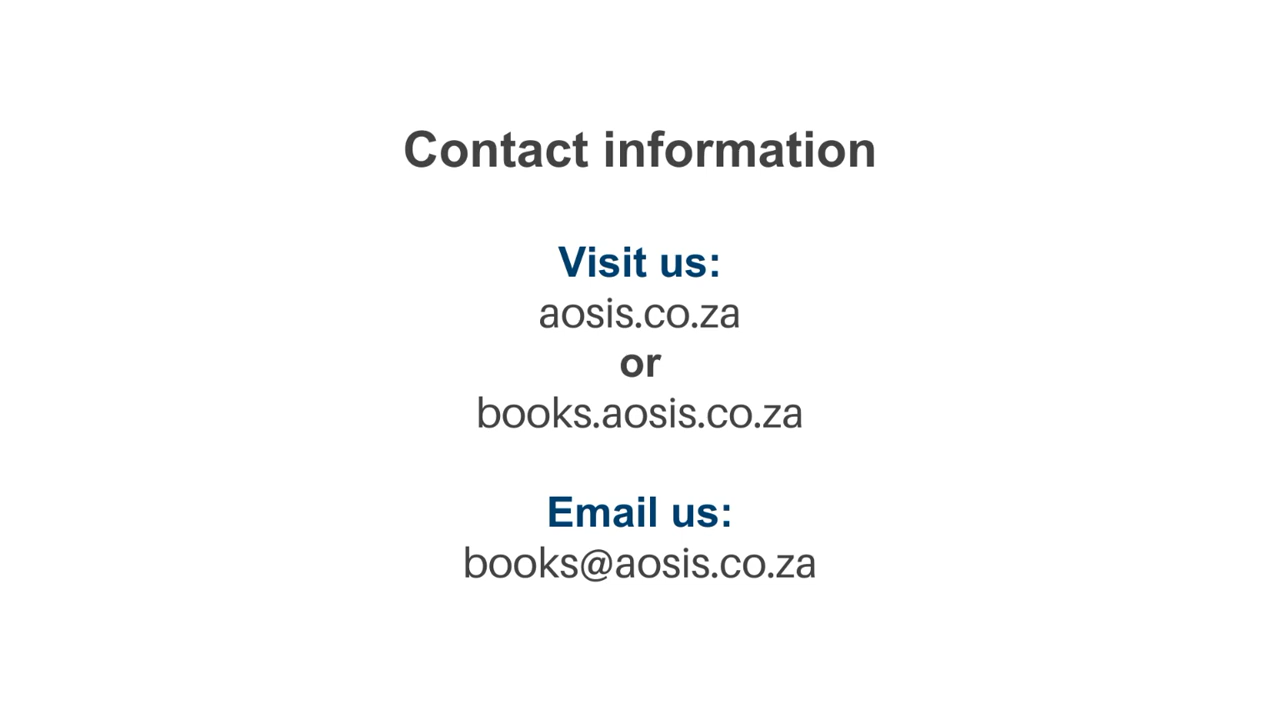 Contact information
Visit us:
aosis.co.za
or
books.aosis.co.za
Email us:
books@aosis.co.za